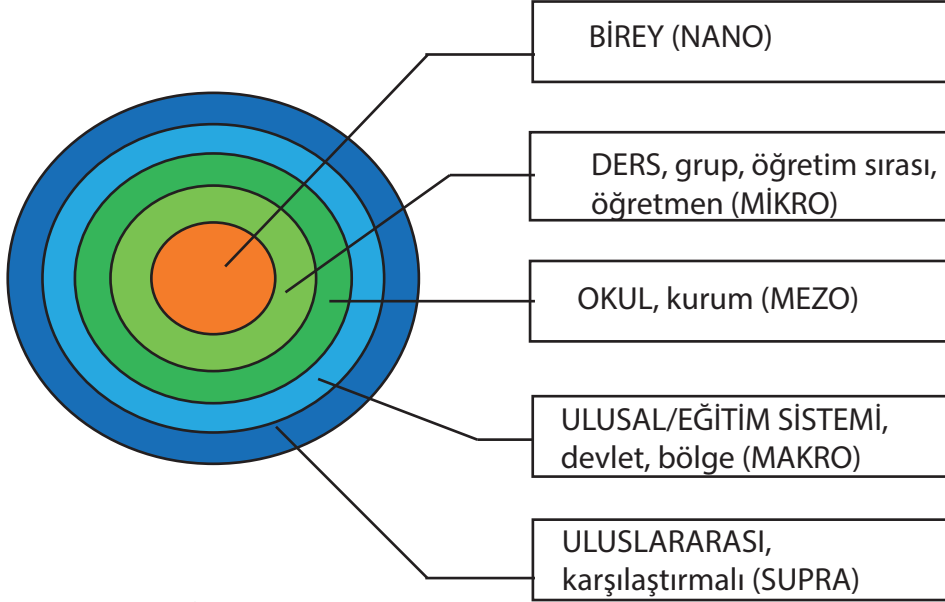 BİREY (NANO)
DERS, grup, öğretim sırası,
öğretmen (MİKRO)
OKUL, kurum (MEZO)
ULUSAL/EĞİTİM SİSTEMİ,
devlet, bölge (MAKRO)
ULUSLARARASI,
karşılaştırmalı (SUPRA)